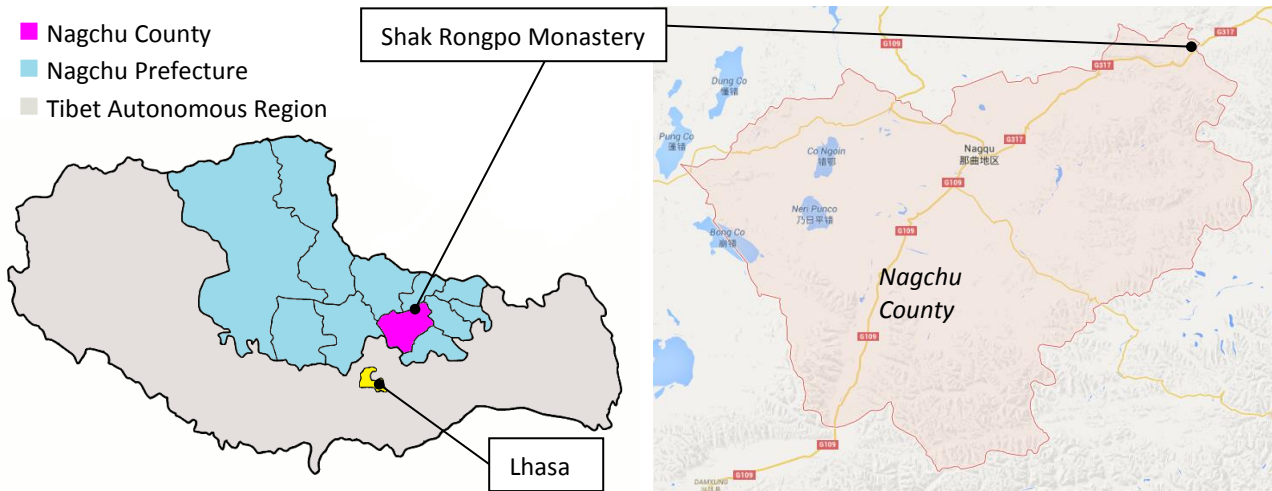 Nagchu County
Nagchu Prefecture
Tibet Autonomous Region
Shak Rongpo Monastery
Lhasa
G109
G317
G317
Dung Co
懂错
Pung Co
蓬错
Co Ngoin
错鄂
Nagqu
那曲地区
Neri Punco
乃日平错
G109
Bong Co
崩错
G109
Nagchu
County
G109
G109
G109
DAMXUNG